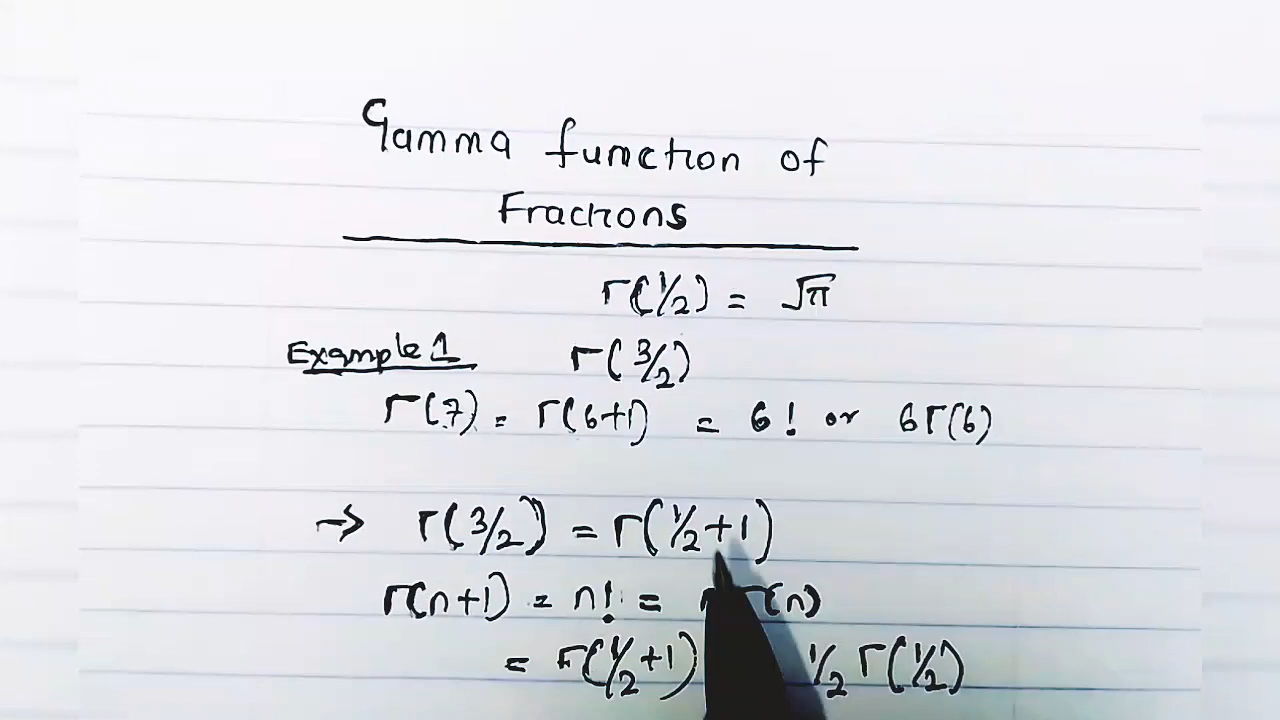 Gamma function of
Fractions
Γ(1/2) = √π
Example 1 Γ(3/2)
Γ(7) = Γ(6+1) = 6! or 6Γ(6)
→ Γ(3/2) = Γ(1/2+1)
Γ(n+1) = n! = Γ(n)
= Γ(1/2+1) 1/2 Γ(1/2)